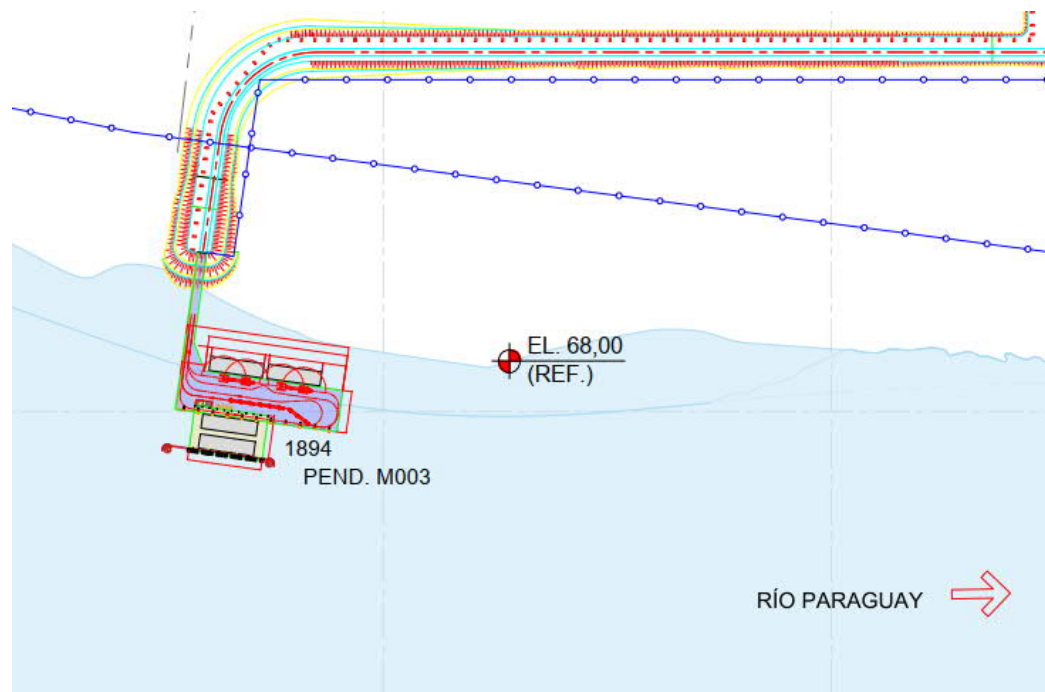 EL. 68,00
(REF.)
1894
PEND. M003
RÍO PARAGUAY